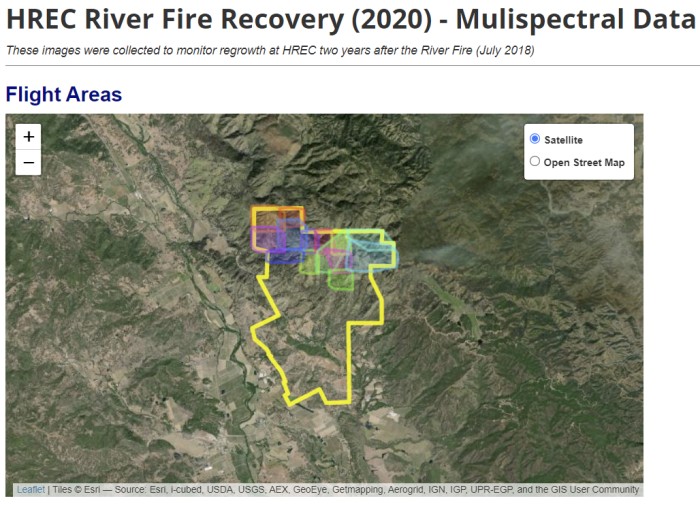 HREC River Fire Recovery (2020) - Mulispectral Data
These images were collected to monitor regrowth at HREC two years after the River Fire (July 2018)
Flight Areas
+
−
Satellite
Open Street Map
Leaflet | Tiles © Esri — Source: Esri, i-cubed, USDA, USGS, AEX, GeoEye, Getmapping, Aerogrid, IGN, IGP, UPR-EGP, and the GIS User Community